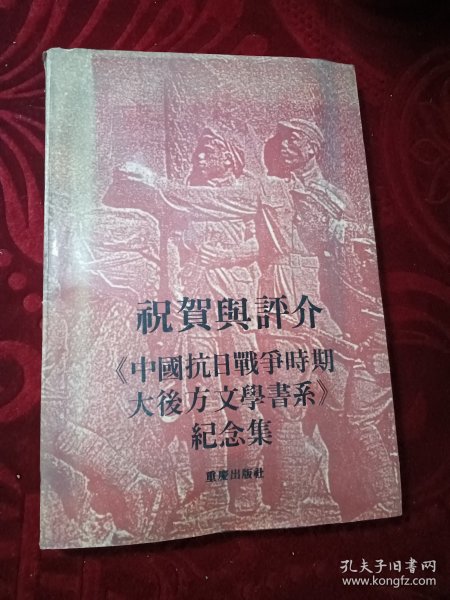 祝賀與評介
《中國抗日戰爭時期
大後方文學書系》
紀念集
重慶出版社
孔夫子旧书网
www.kongfz.com